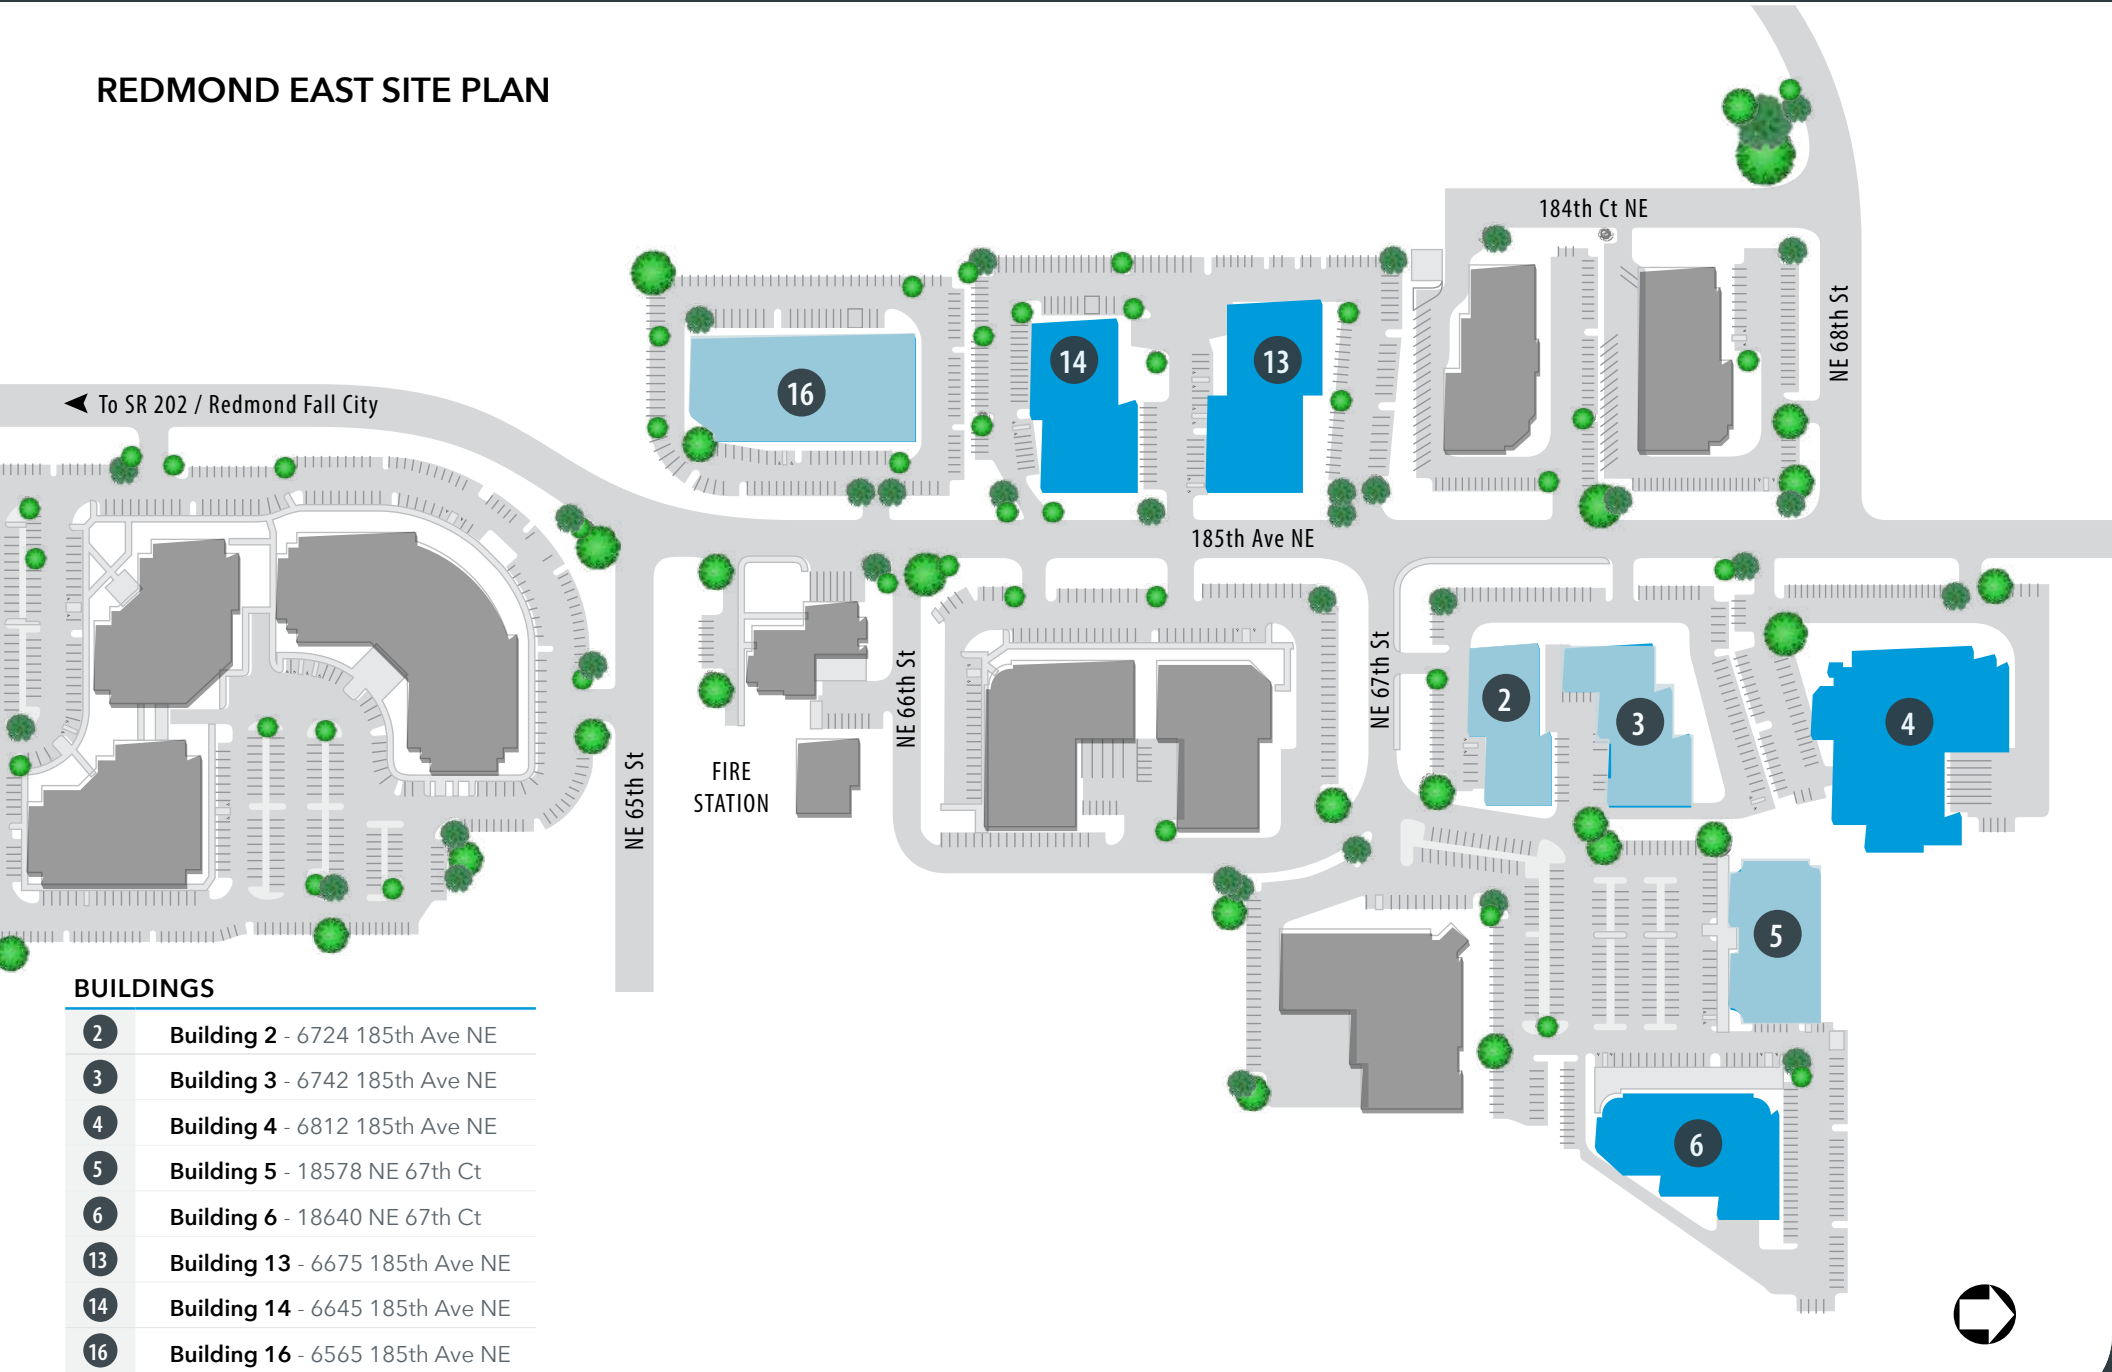 REDMOND EAST SITE PLAN
184th Ct NE
NE 68th St
14
13
16
To SR 202 / Redmond Fall City
185th Ave NE
NE 66th St
NE 67th St
2
3
4
NE 65th St
FIRE
STATION
5
6
BUILDINGS
2 Building 2 - 6724 185th Ave NE
3 Building 3 - 6742 185th Ave NE
4 Building 4 - 6812 185th Ave NE
5 Building 5 - 18578 NE 67th Ct
6 Building 6 - 18640 NE 67th Ct
13 Building 13 - 6675 185th Ave NE
14 Building 14 - 6645 185th Ave NE
16 Building 16 - 6565 185th Ave NE